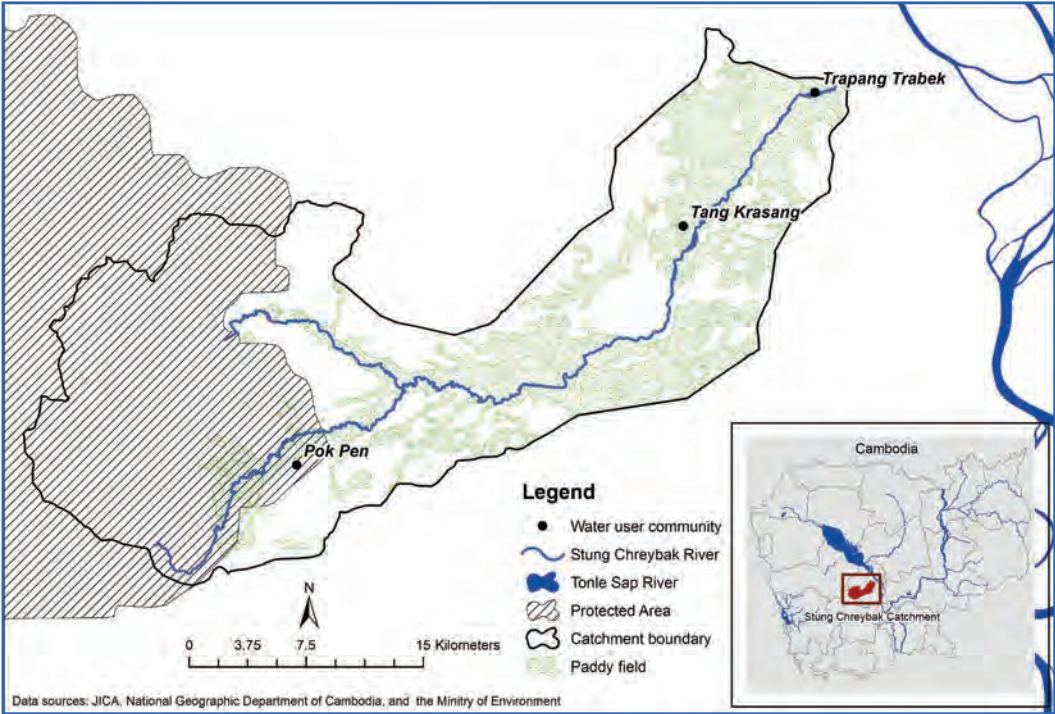 Trapang Trabek
Tang Krasang
Pok Pen
Legend
Water user community
Stung Chreybak River
Tonle Sap River
Protected Area
Catchment boundary
Paddy field
N
0 3.75 7.5 15 Kilometers
Cambodia
Stung Chreybak Catchment
Data sources: JICA, National Geographic Department of Cambodia, and the Minitry of Environment